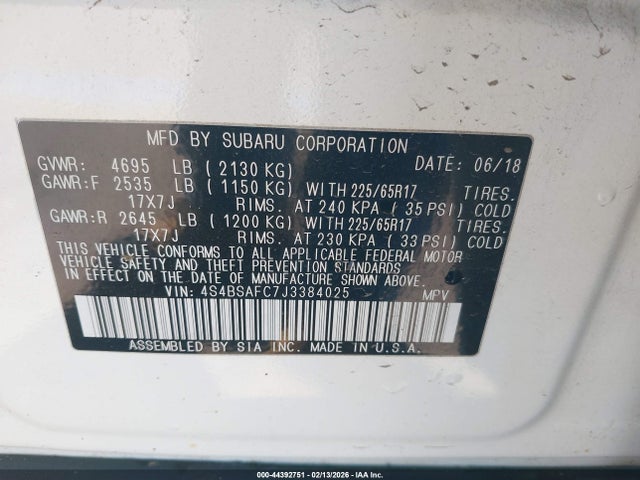 MFD BY SUBARU CORPORATION
GVWR: 4695 LB ( 2130 KG) DATE: 06/18
GAWR:F 2535 LB ( 1150 KG) WITH 225/65R17 TIRES.
17X7J RIMS. AT 240 KPA ( 35 PSI) COLD
GAWR:R 2645 LB ( 1200 KG) WITH 225/65R17 TIRES.
17X7J RIMS. AT 230 KPA ( 33 PSI) COLD
THIS VEHICLE CONFORMS TO ALL APPLICABLE FEDERAL MOTOR
VEHICLE SAFETY AND THEFT PREVENTION STANDARDS
IN EFFECT ON THE DATE OF MANUFACTURE SHOWN ABOVE.
VIN: 4S4BSAFC7J3384025 MPV
ASSEMBLED BY SIA INC. MADE IN U.S.A.
000-44392751 - 02/13/2026 - IAA Inc.